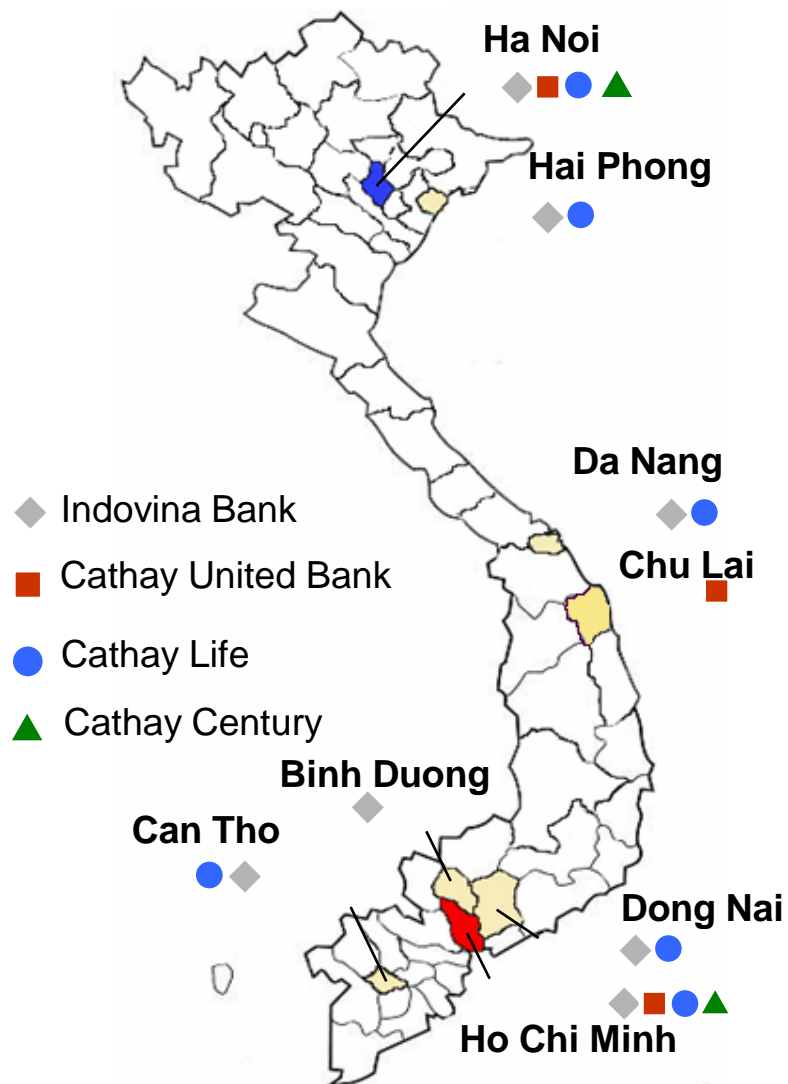 Ha Noi
Hai Phong
Da Nang
Indovina Bank
Chu Lai
Cathay United Bank
Cathay Life
Cathay Century
Binh Duong
Can Tho
Dong Nai
Ho Chi Minh